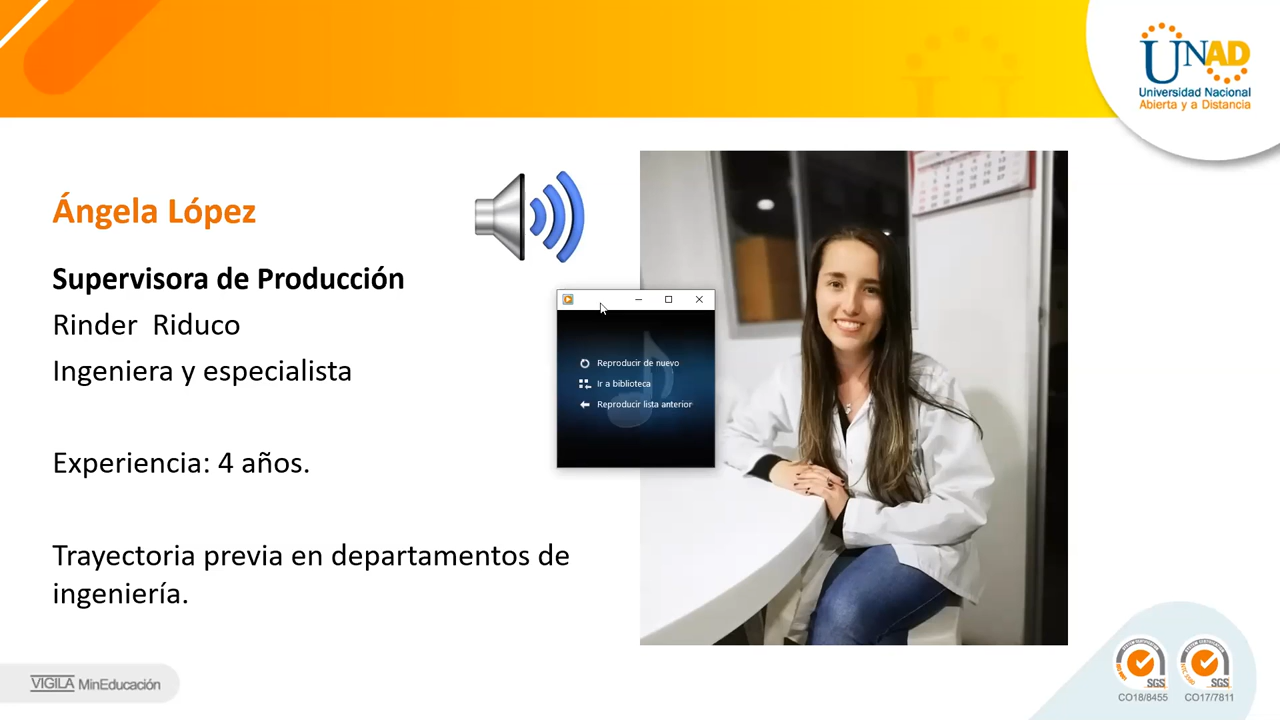 UNAD
Universidad Nacional
Abierta y a Distancia
Ángela López
Supervisora de Producción
Rinder Riduco
Ingeniera y especialista
Experiencia: 4 años.
Trayectoria previa en departamentos de
ingeniería.
Reproducir de nuevo
Ir a biblioteca
Reproducir lista anterior
VIGILA MinEducación
SGS
CO18/8455
SGS
CO17/7811